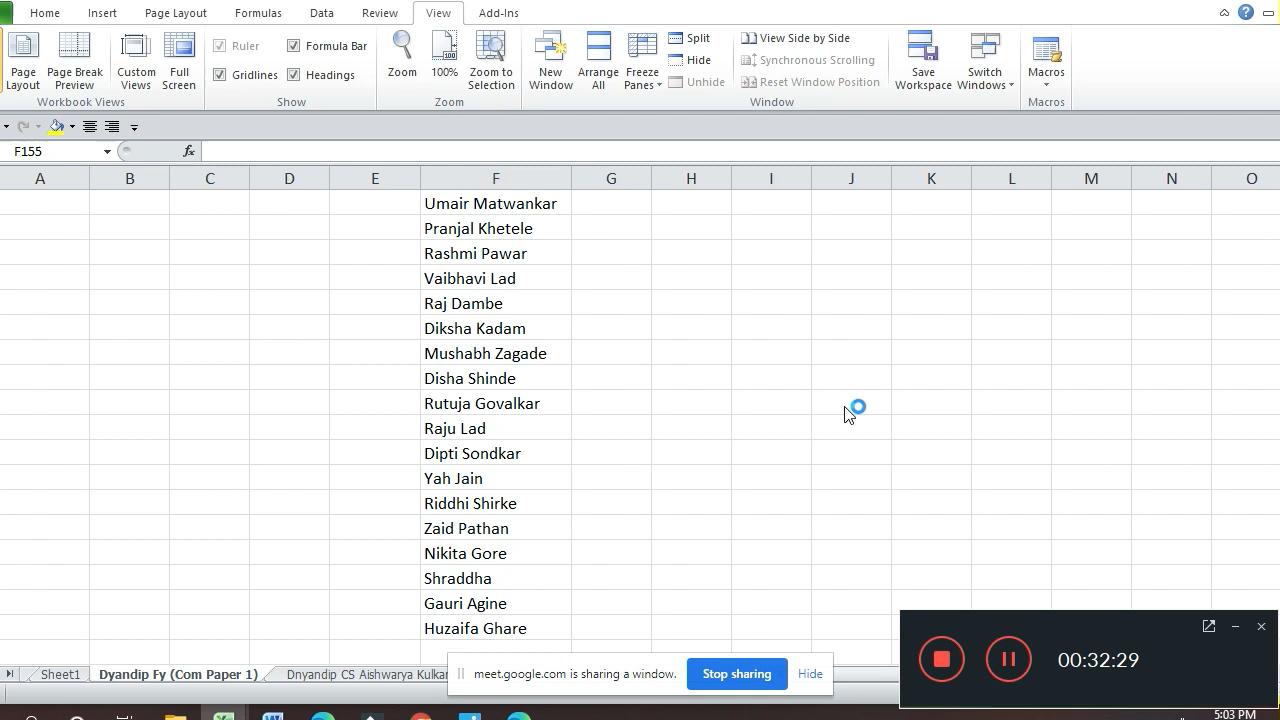 Home Insert Page Layout Formulas Data Review View Add-Ins
Page Layout
Page Break Preview
Custom Views
Full Screen
Ruler
Formula Bar
Gridlines
Headings
Zoom
100%
Zoom to Selection
New Window
Arrange All
Freeze Panes
Split
Hide
Unhide
View Side by Side
Synchronous Scrolling
Reset Window Position
Save Workspace
Switch Windows
Macros
Workbook Views Show Zoom Window Macros
F155 fx
A B C D E F G H I J K L M N O
Umair Matwankar
Pranjal Khetele
Rashmi Pawar
Vaibhavi Lad
Raj Dambe
Diksha Kadam
Mushabh Zagade
Disha Shinde
Rutuja Govalkar
Raju Lad
Dipti Sondkar
Yah Jain
Riddhi Shirke
Zaid Pathan
Nikita Gore
Shraddha
Gauri Agine
Huzaifa Ghare
00:32:29
Sheet1 Dyandip Fy (Com Paper 1) Dnyandip CS Aishwarya Kulkar
meet.google.com is sharing a window. Stop sharing Hide
5:03 PM